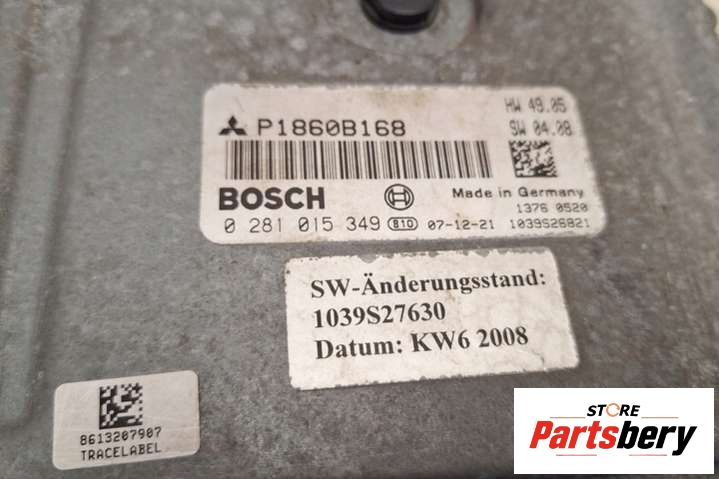 P1860B168
HW 49.05
SW 04.08
BOSCH
Made in Germany
1376 0520
0 281 015 349 B10 07-12-21 1039S26821
SW-Änderungsstand:
1039S27630
Datum: KW6 2008
8613207907
TRACELABEL
STORE
Partsbery